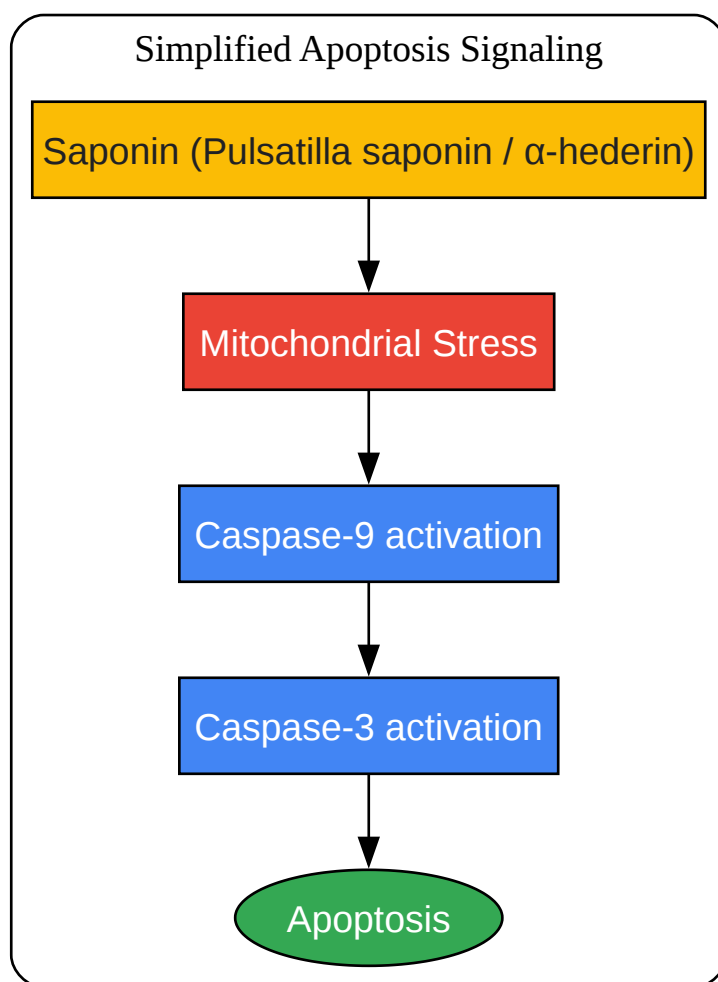 Simplified Apoptosis Signaling
Saponin (Pulsatilla saponin / α-hederin)
Mitochondrial Stress
Caspase-9 activation
Caspase-3 activation
Apoptosis